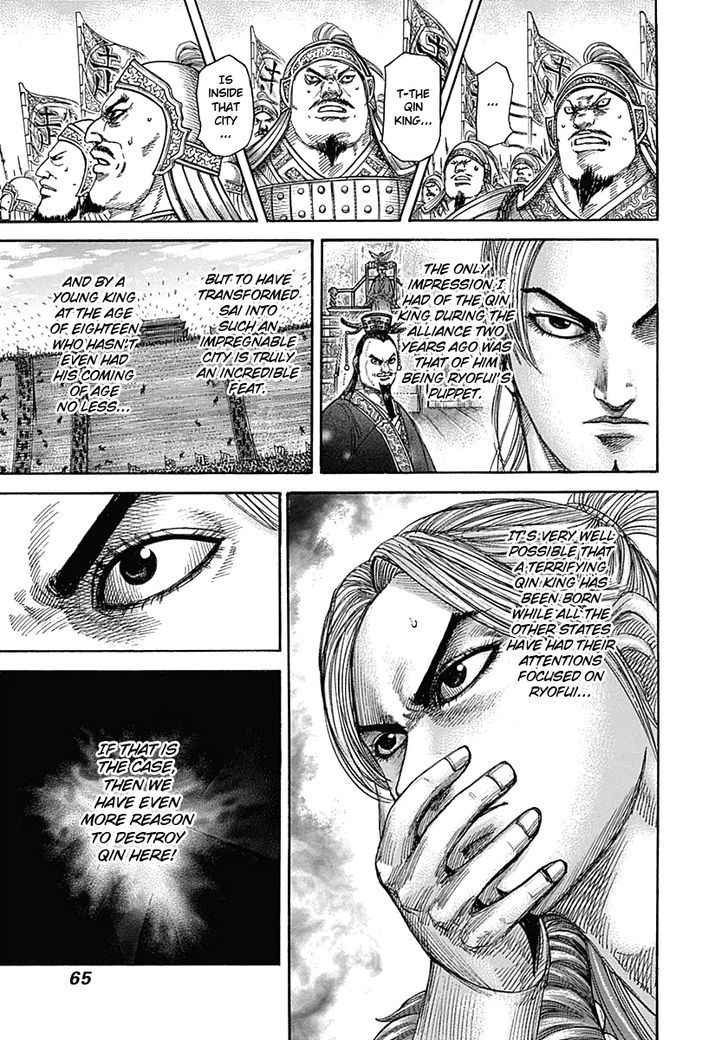 ...
T-THE
QIN
KING...
IS
INSIDE
THAT
CITY
...
THE ONLY
IMPRESSION I
HAD OF THE QIN
KING DURING
THE
ALLIANCE TWO
YEARS AGO WAS
THAT OF HIM
BEING RYOFUI'S
PUPPET.
BUT TO HAVE
TRANSFORMED
SAI INTO
SUCH AN
IMPREGNABLE
CITY IS TRULY
AN INCREDIBLE
FEAT.
AND BY A
YOUNG KING
AT THE AGE
OF EIGHTEEN
WHO HASN'T
EVEN HAD
HIS COMING
OF AGE
NO LESS...
IT'S VERY WELL
POSSIBLE THAT
A TERRIFYING
QIN KING HAS
BEEN BORN
WHILE ALL THE
OTHER STATES
HAVE HAD THEIR
ATTENTIONS
FOCUSED ON
RYOFUI...
IF THAT IS
THE CASE,
THEN WE
HAVE EVEN
MORE REASON
TO DESTROY
QIN HERE!
65